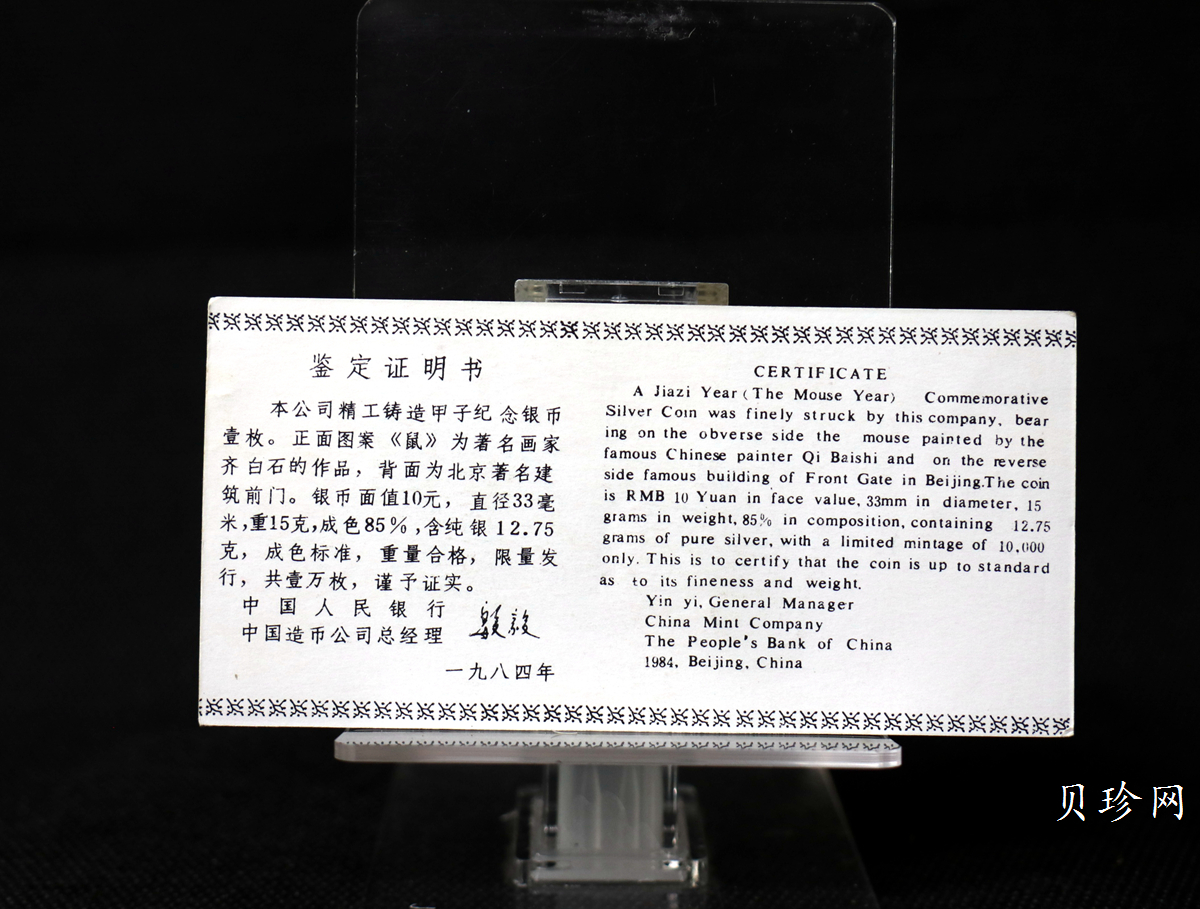 鉴定证明书
本公司精工铸造甲子纪念银币
壹枚。正面图案《鼠》为著名画家
齐白石的作品，背面为北京著名建
筑前门。银币面值10元，直径33毫
米，重15克，成色85%，含纯银12.75
克，成色标准，重量合格，限量发
行，共壹万枚，谨予证实。
中国人民银行
中国造币公司总经理
一九八四年
CERTIFICATE
A Jiazi Year (The Mouse Year) Commemorative
Silver Coin was finely struck by this company, bear
ing on the obverse side the mouse painted by the
famous Chinese painter Qi Baishi and on the reverse
side famous building of Front Gate in Beijing.The coin
is RMB 10 Yuan in face value, 33mm in diameter, 15
grams in weight, 85% in composition, containing 12.75
grams of pure silver, with a limited mintage of 10,000
only. This is to certify that the coin is up to standard
as to its fineness and weight.
Yin yi, General Manager
China Mint Company
The People's Bank of China
1984, Beijing, China
贝珍网